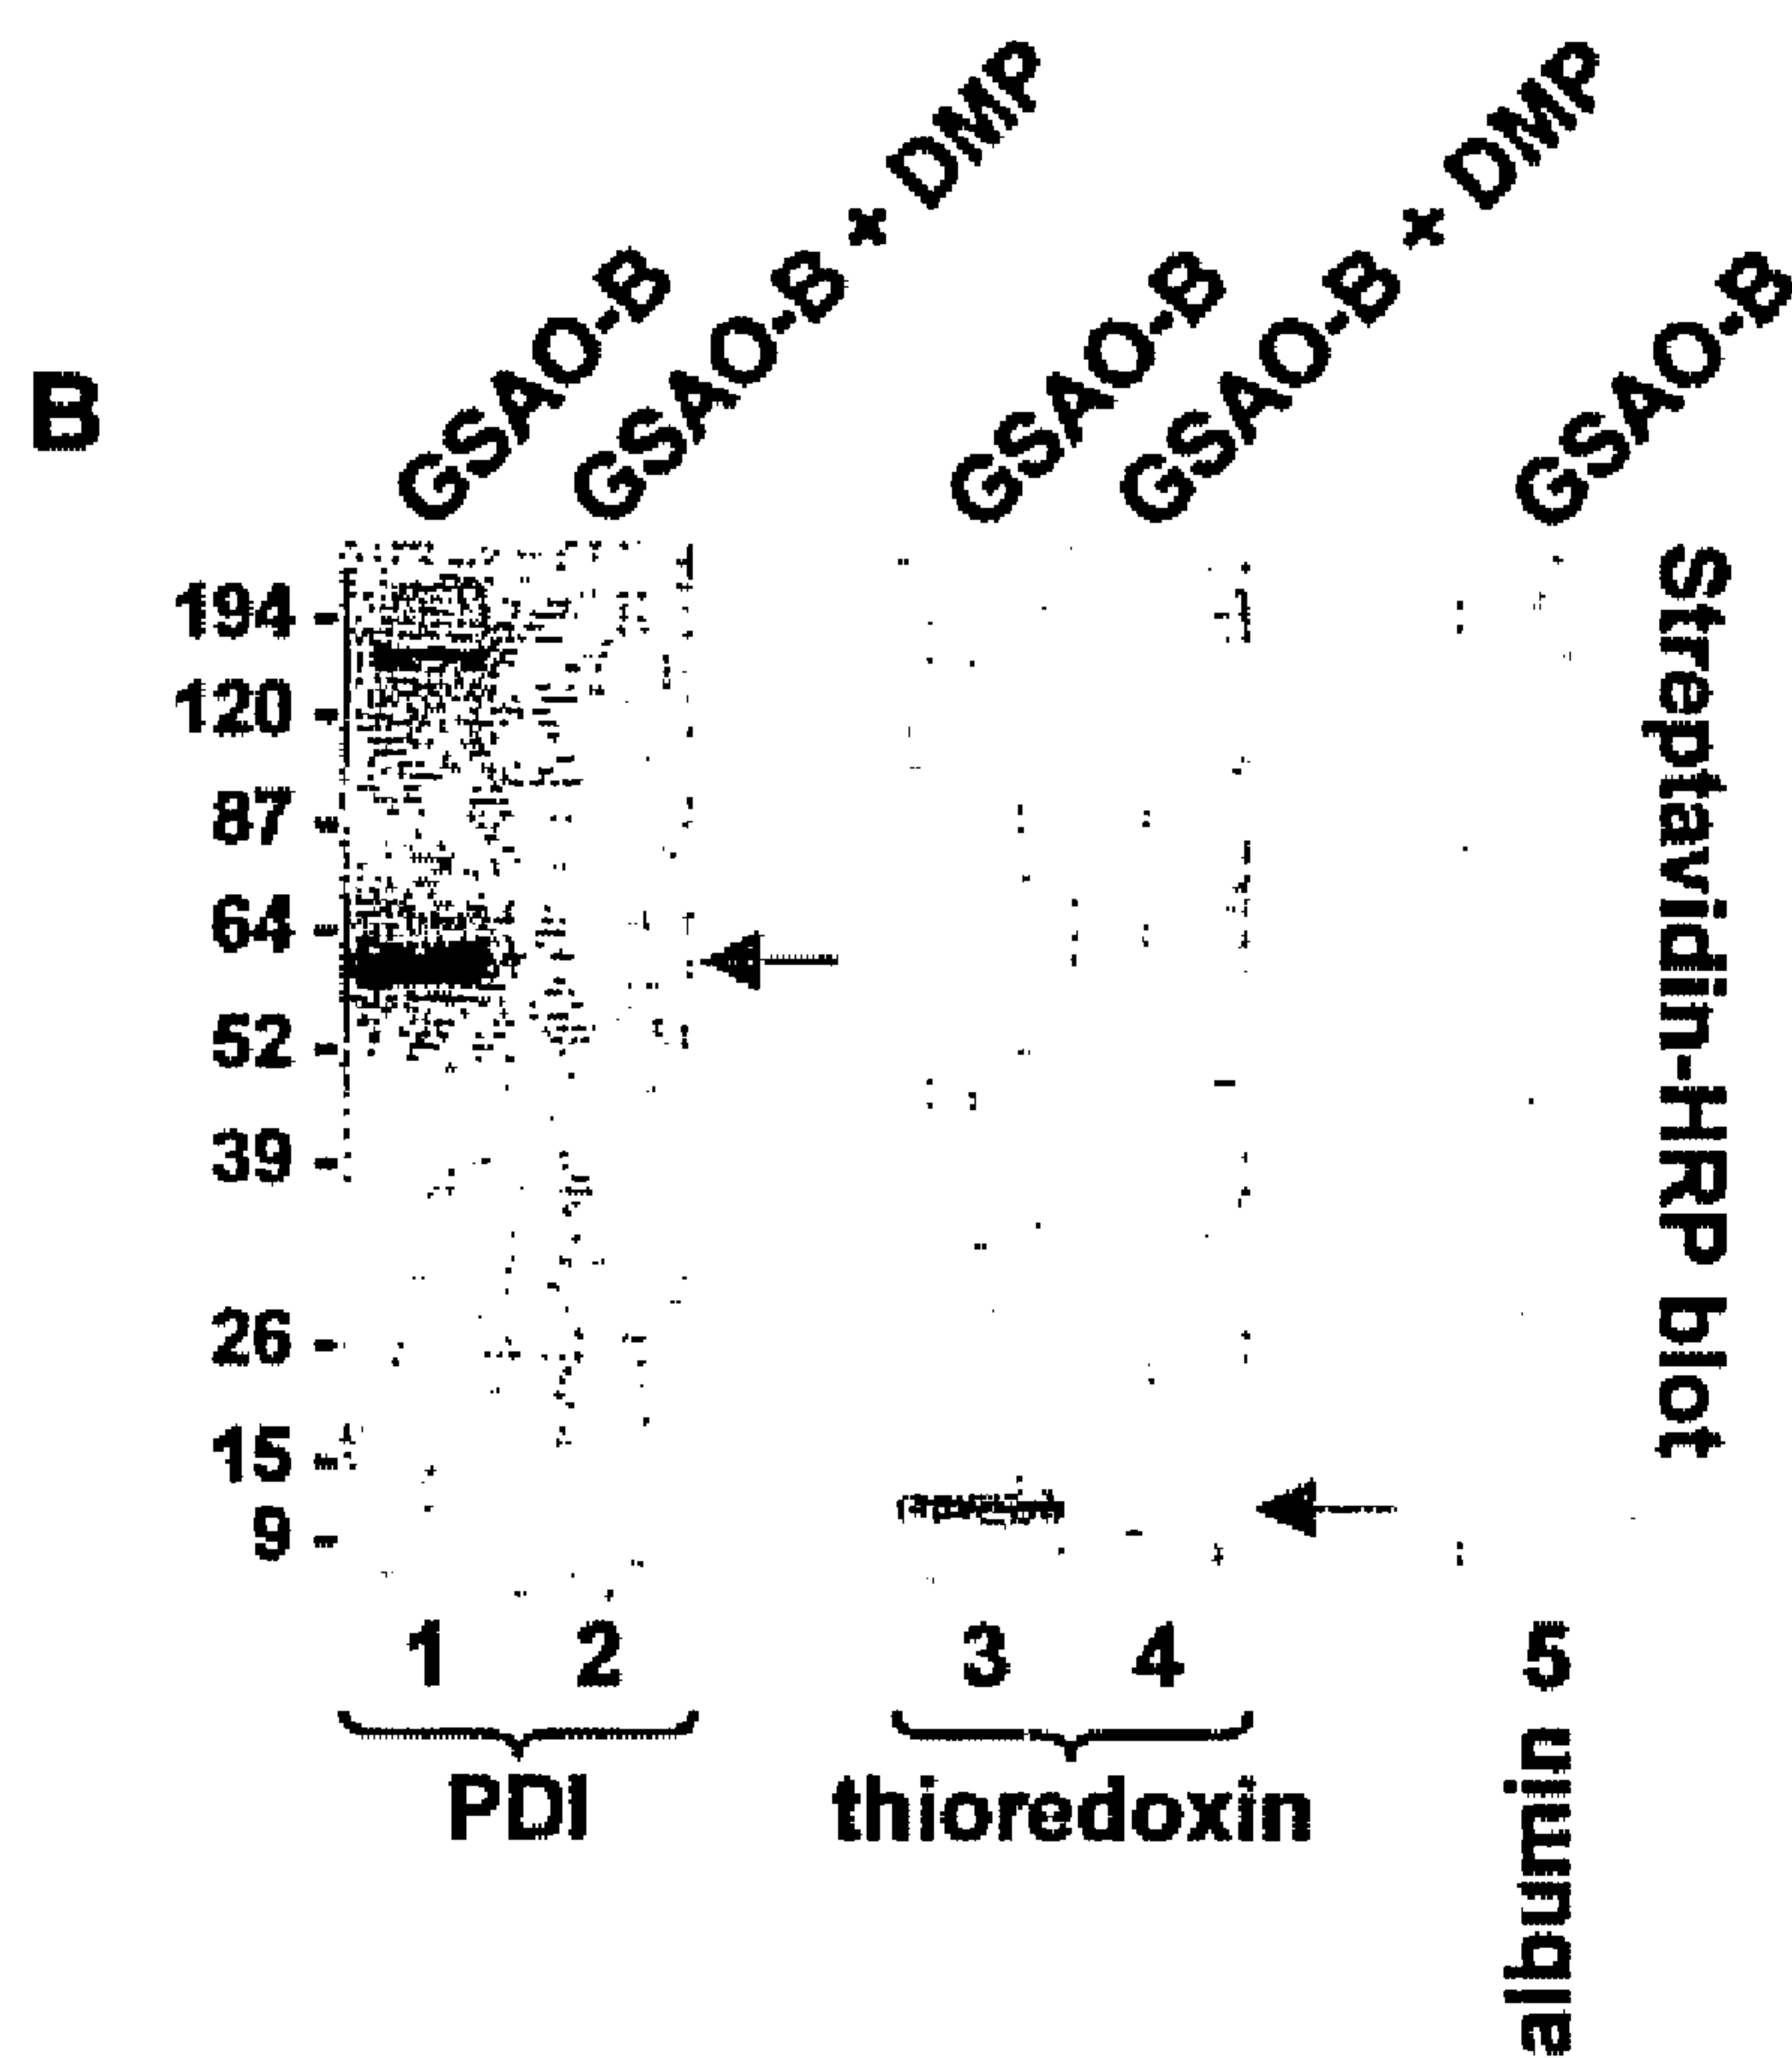 B
GSAO-B
GSAO-B + DMP
GSAO-B
GSAO-B + DMP
GSAO-B
194
120
87
64
52
39
26
15
9
Streptavidin-HRP blot
1 2 3 4 5
PDI
thioredoxin
albumin